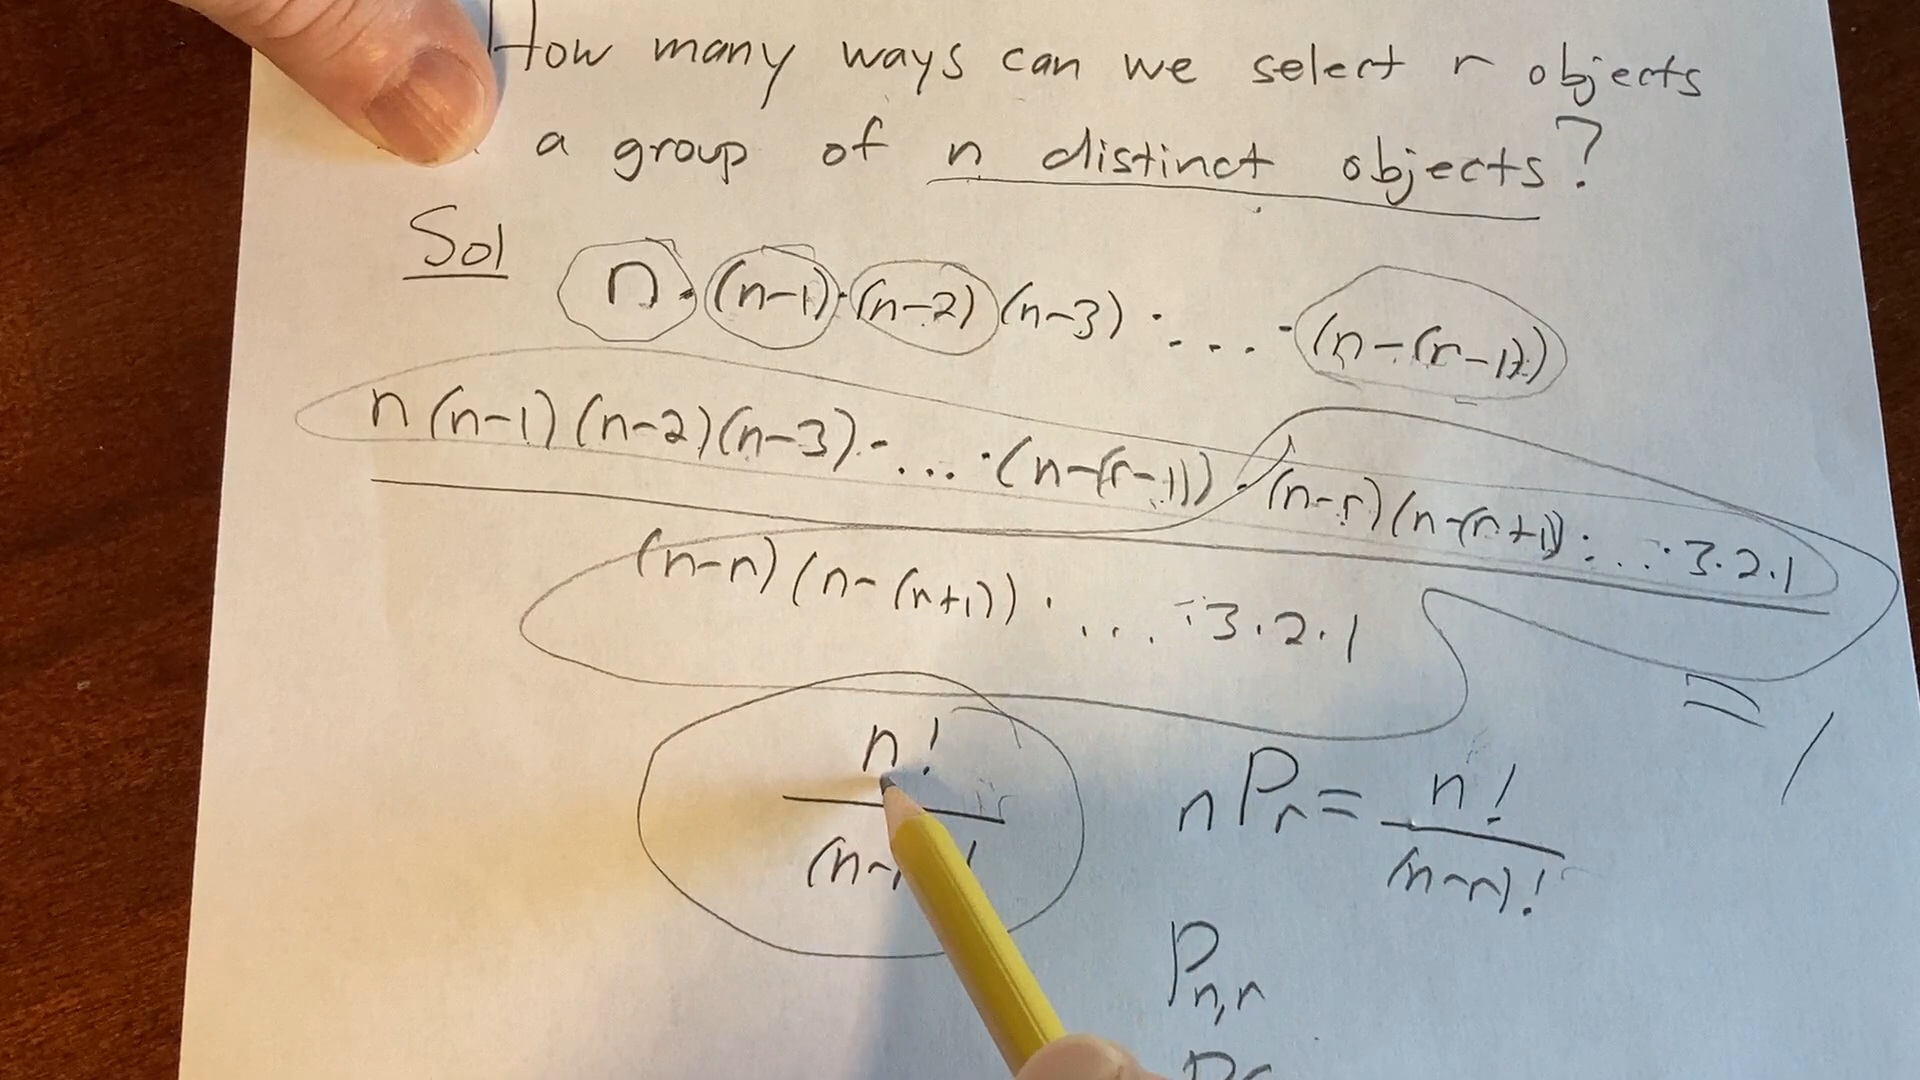 How many ways can we select r objects
a group of n distinct objects?
Sol
n·(n-1)·(n-2)(n-3)·...·(n-(r-1))
n(n-1)(n-2)(n-3)·...·(n-(r-1))·(n-r)(n-(r+1)·...·3·2·1
(n-r)(n-(r+1))·...·3·2·1
= 1
n!
(n-
!
nPr = n!
(n-r)!
Pn,r